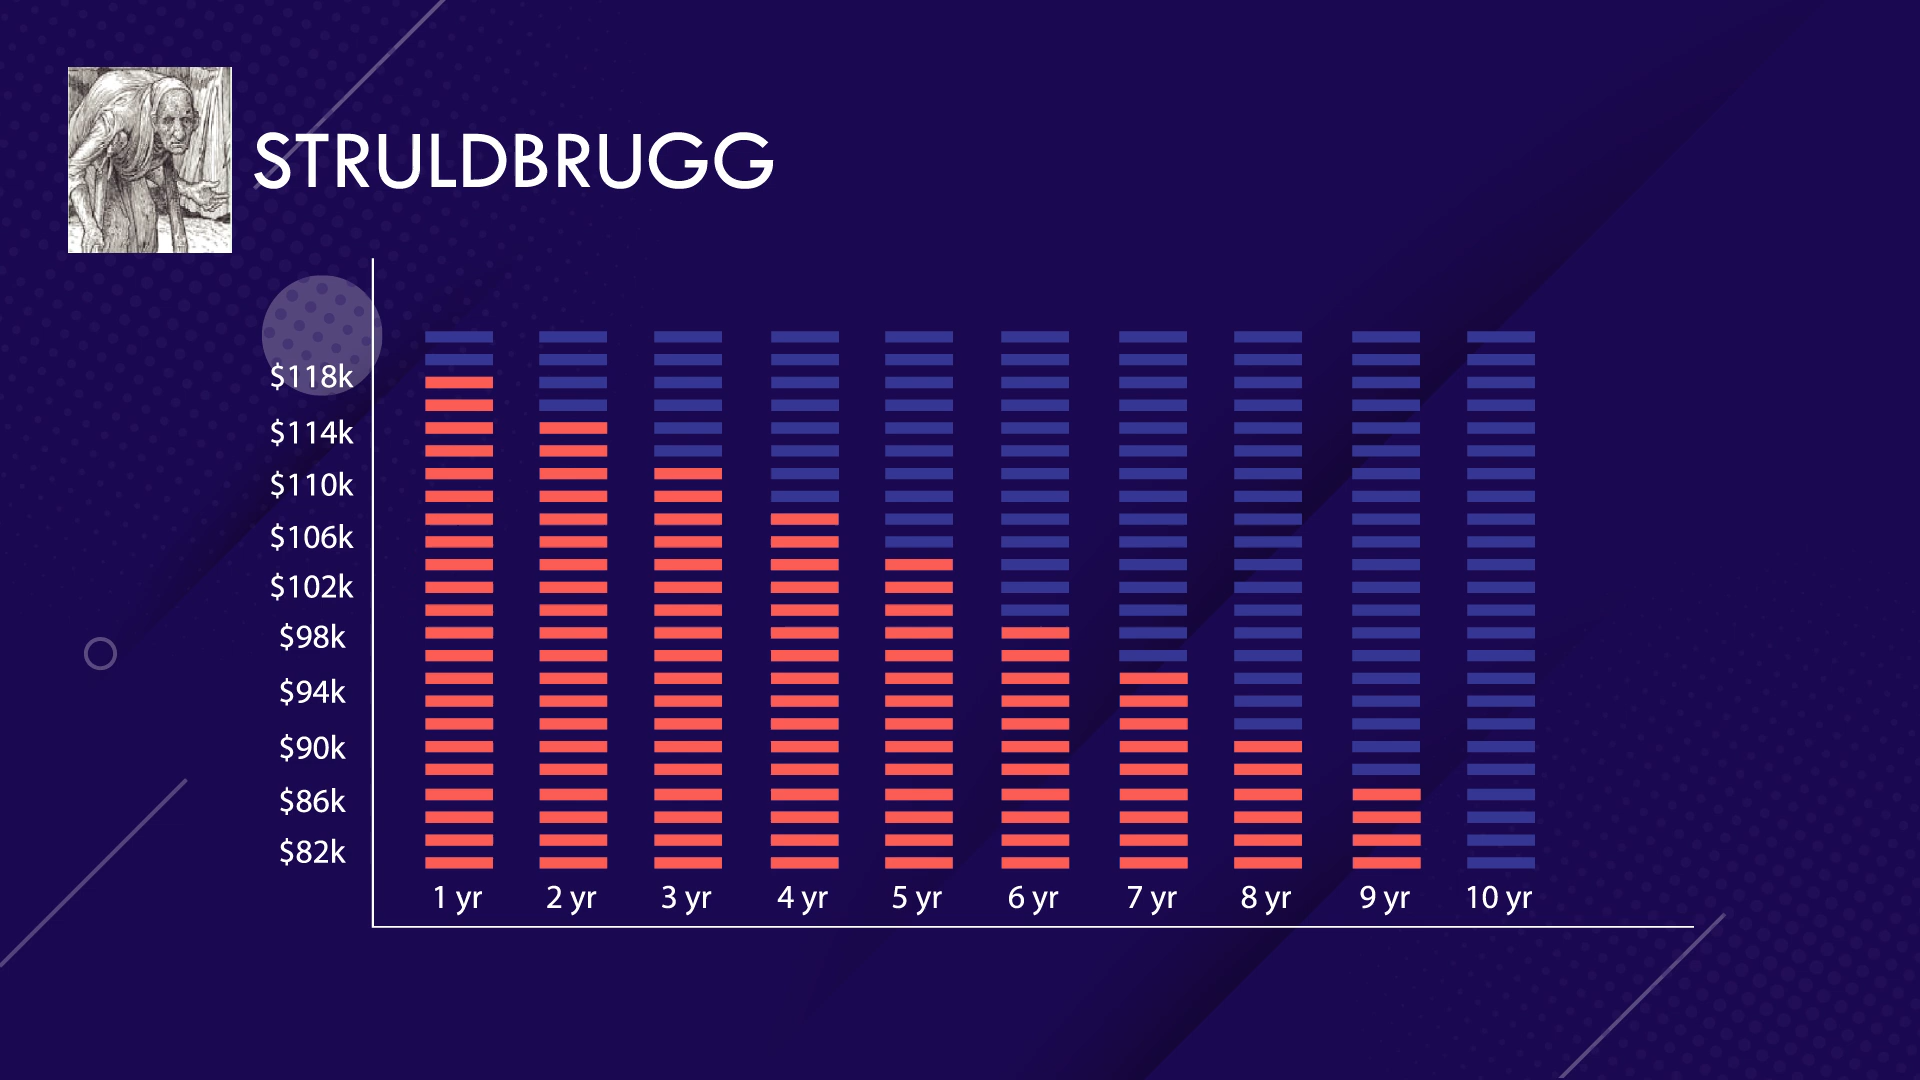 STRULDBRUGG
$118k
$114k
$110k
$106k
$102k
$98k
$94k
$90k
$86k
$82k
1 yr 2 yr 3 yr 4 yr 5 yr 6 yr 7 yr 8 yr 9 yr 10 yr